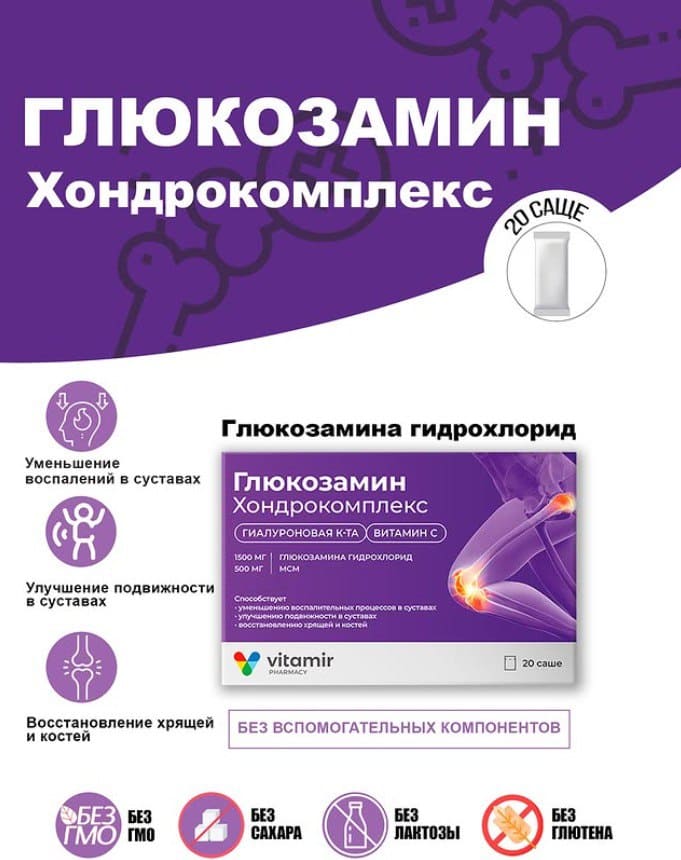 ГЛЮКОЗАМИН
Хондрокомплекс
20 САШЕ
Глюкозамина гидрохлорид
Уменьшение
воспалений в суставах
Улучшение подвижности
в суставах
Восстановление хрящей
и костей
Глюкозамин
Хондрокомплекс
ГИАЛУРОНОВАЯ К-ТА ВИТАМИН С
1500 МГ ГЛЮКОЗАМИНА ГИДРОХЛОРИД
500 МГ МСМ
Способствует
• уменьшению воспалительных процессов в суставах
• улучшению подвижности в суставах
• восстановлению хрящей и костей
vitamir
PHARMACY
20 саше
БЕЗ ВСПОМОГАТЕЛЬНЫХ КОМПОНЕНТОВ
БЕЗ
ГМО
БЕЗ
ГМО
БЕЗ
САХАРА
БЕЗ
ЛАКТОЗЫ
БЕЗ
ГЛЮТЕНА